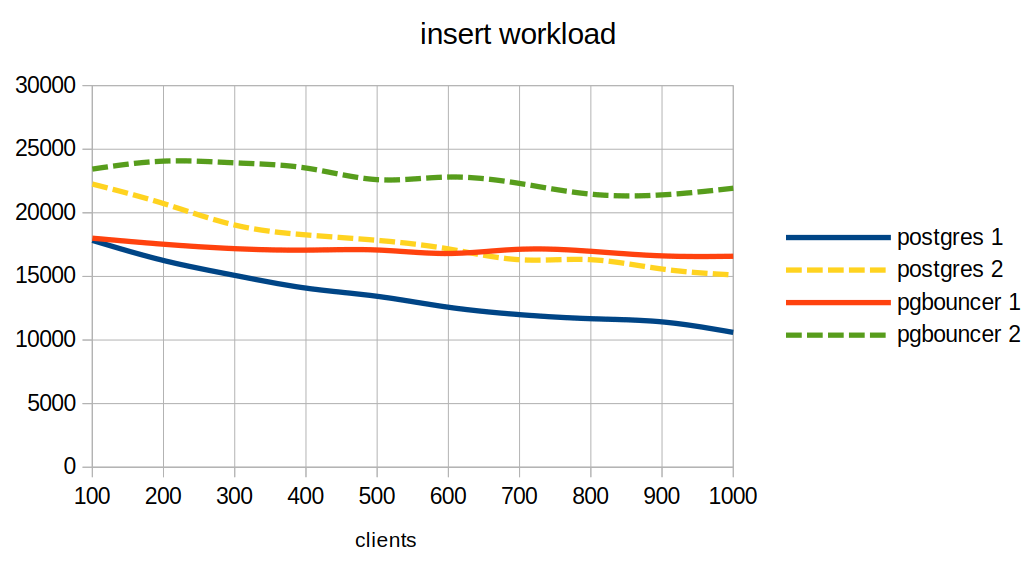 insert workload
30000
25000
20000
15000
10000
5000
0
100 200 300 400 500 600 700 800 900 1000
clients
postgres 1
postgres 2
pgbouncer 1
pgbouncer 2